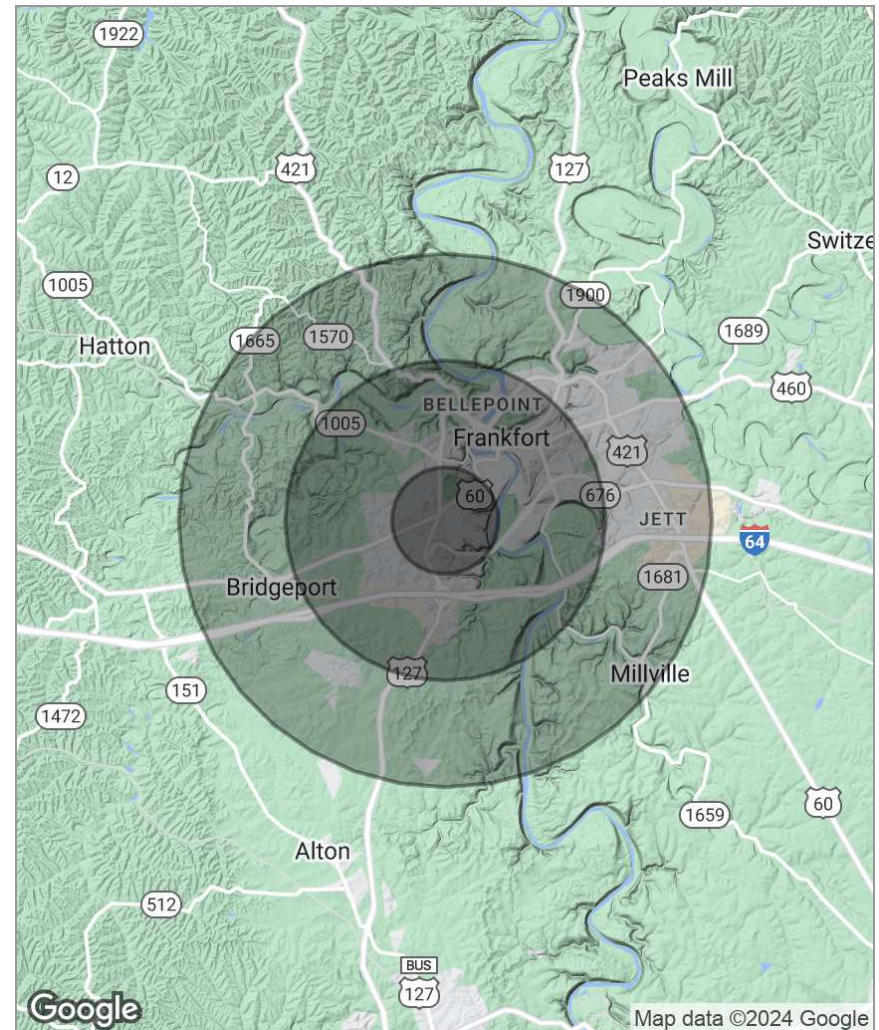 1922
Peaks Mill
421
127
12
Switze
1005
1900
1689
Hatton
1665
1570
460
BELLEPOINT
1005
Frankfort
421
60
676
JETT
64
1681
Bridgeport
127
Millville
151
1472
60
1659
Alton
512
BUS
127
Google
Map data ©2024 Google